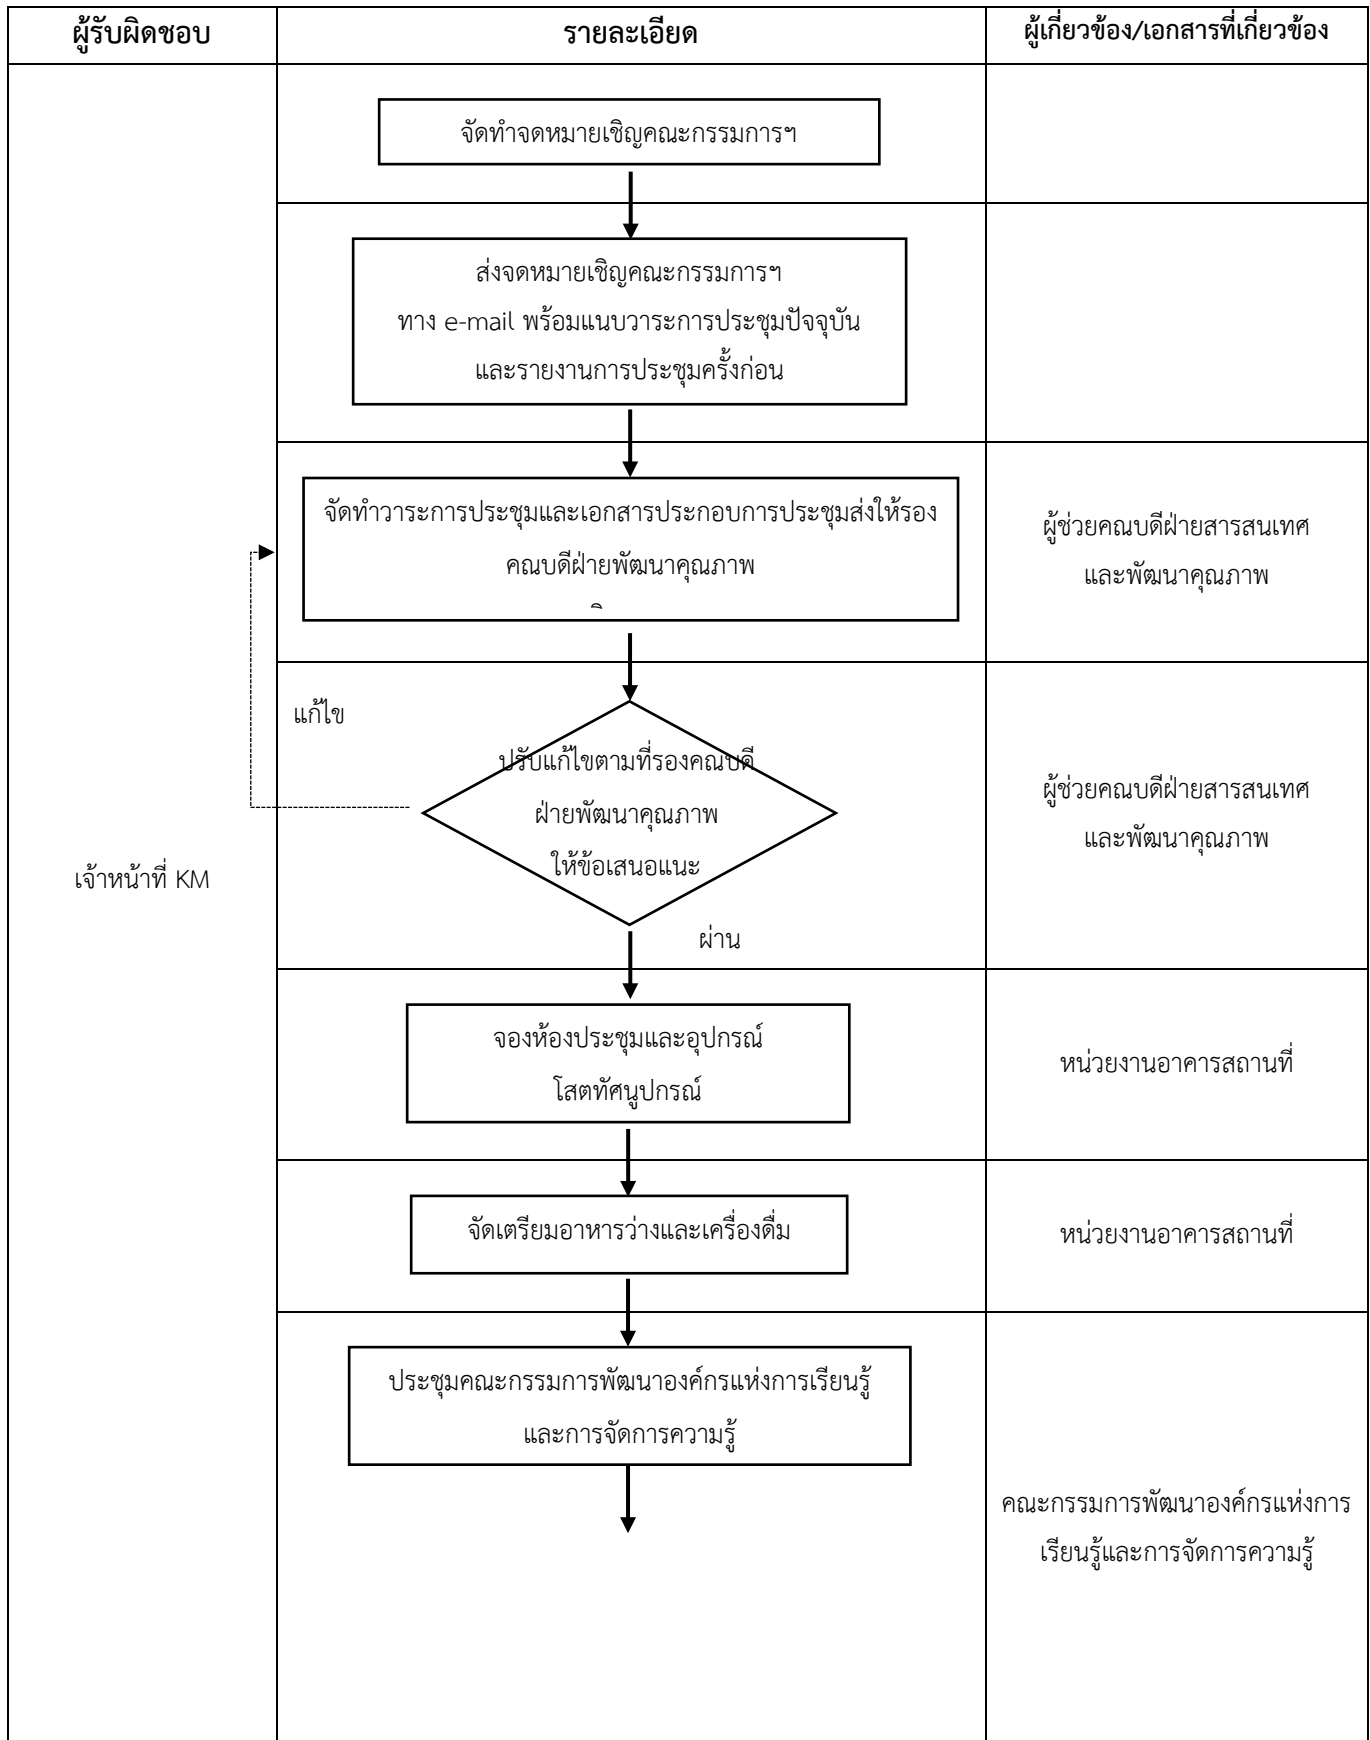 ผู้รับผิดชอบ
รายละเอียด
ผู้เกี่ยวข้อง/เอกสารที่เกี่ยวข้อง
จัดทำจดหมายเชิญคณะกรรมการฯ
ส่งจดหมายเชิญคณะกรรมการฯ
ทาง e-mail พร้อมแนบวาระการประชุมปัจจุบัน
และรายงานการประชุมครั้งก่อน
จัดทำวาระการประชุมและเอกสารประกอบการประชุมส่งให้รอง
คณบดีฝ่ายพัฒนาคุณภาพ
ผู้ช่วยคณบดีฝ่ายสารสนเทศ
และพัฒนาคุณภาพ
แก้ไข
ปรับแก้ไขตามที่รองคณบดี
ฝ่ายพัฒนาคุณภาพ
ให้ข้อเสนอแนะ
ผู้ช่วยคณบดีฝ่ายสารสนเทศ
และพัฒนาคุณภาพ
เจ้าหน้าที่ KM
ผ่าน
จองห้องประชุมและอุปกรณ์
โสตทัศนูปกรณ์
หน่วยงานอาคารสถานที่
จัดเตรียมอาหารว่างและเครื่องดื่ม
หน่วยงานอาคารสถานที่
ประชุมคณะกรรมการพัฒนาองค์กรแห่งการเรียนรู้
และการจัดการความรู้
คณะกรรมการพัฒนาองค์กรแห่งการ
เรียนรู้และการจัดการความรู้